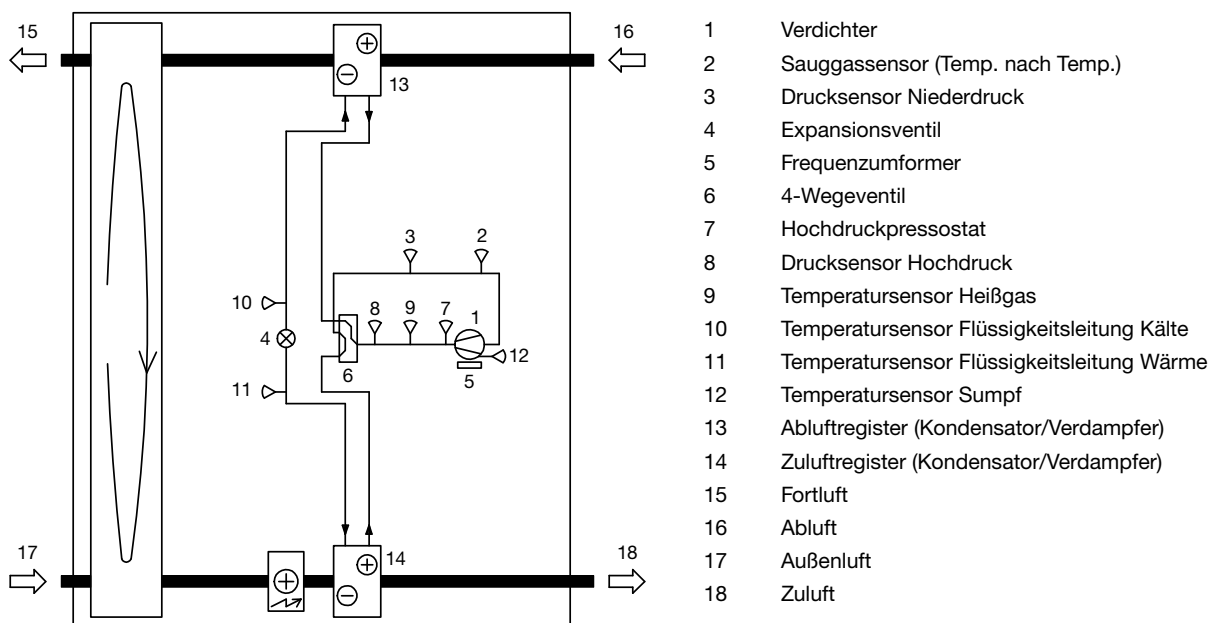 15
16
13
3
2
10
8
9
7
1
4
12
6
5
11
17
14
18
1 Verdichter
2 Sauggassensor (Temp. nach Temp.)
3 Drucksensor Niederdruck
4 Expansionsventil
5 Frequenzumformer
6 4-Wegeventil
7 Hochdruckpressostat
8 Drucksensor Hochdruck
9 Temperatursensor Heißgas
10 Temperatursensor Flüssigkeitsleitung Kälte
11 Temperatursensor Flüssigkeitsleitung Wärme
12 Temperatursensor Sumpf
13 Abluftregister (Kondensator/Verdampfer)
14 Zuluftregister (Kondensator/Verdampfer)
15 Fortluft
16 Abluft
17 Außenluft
18 Zuluft